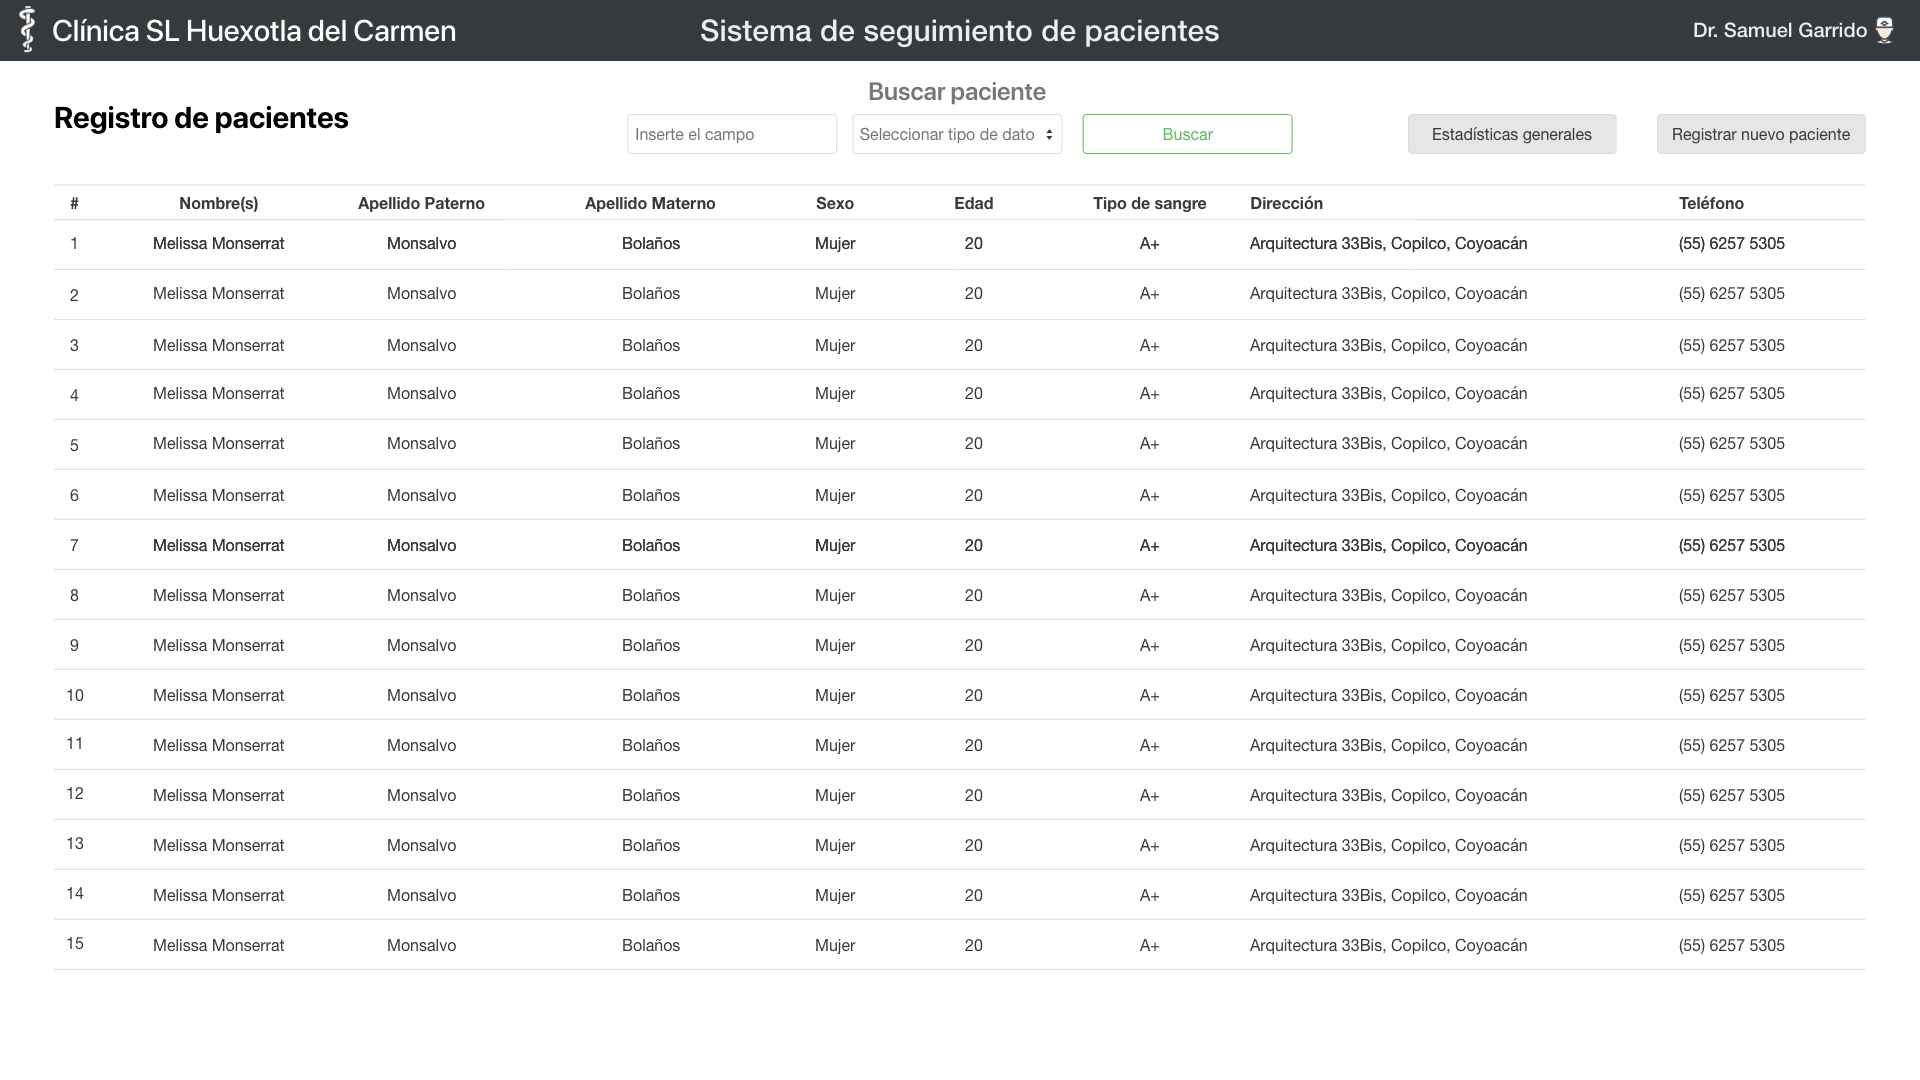 Clínica SL Huexotla del Carmen
Sistema de seguimiento de pacientes
Dr. Samuel Garrido
Registro de pacientes
Buscar paciente
Inserte el campo
Seleccionar tipo de dato
Buscar
Estadísticas generales
Registrar nuevo paciente
# Nombre(s) Apellido Paterno Apellido Materno Sexo Edad Tipo de sangre Dirección Teléfono
1 Melissa Monserrat Monsalvo Bolaños Mujer 20 A+ Arquitectura 33Bis, Copilco, Coyoacán (55) 6257 5305
2 Melissa Monserrat Monsalvo Bolaños Mujer 20 A+ Arquitectura 33Bis, Copilco, Coyoacán (55) 6257 5305
3 Melissa Monserrat Monsalvo Bolaños Mujer 20 A+ Arquitectura 33Bis, Copilco, Coyoacán (55) 6257 5305
4 Melissa Monserrat Monsalvo Bolaños Mujer 20 A+ Arquitectura 33Bis, Copilco, Coyoacán (55) 6257 5305
5 Melissa Monserrat Monsalvo Bolaños Mujer 20 A+ Arquitectura 33Bis, Copilco, Coyoacán (55) 6257 5305
6 Melissa Monserrat Monsalvo Bolaños Mujer 20 A+ Arquitectura 33Bis, Copilco, Coyoacán (55) 6257 5305
7 Melissa Monserrat Monsalvo Bolaños Mujer 20 A+ Arquitectura 33Bis, Copilco, Coyoacán (55) 6257 5305
8 Melissa Monserrat Monsalvo Bolaños Mujer 20 A+ Arquitectura 33Bis, Copilco, Coyoacán (55) 6257 5305
9 Melissa Monserrat Monsalvo Bolaños Mujer 20 A+ Arquitectura 33Bis, Copilco, Coyoacán (55) 6257 5305
10 Melissa Monserrat Monsalvo Bolaños Mujer 20 A+ Arquitectura 33Bis, Copilco, Coyoacán (55) 6257 5305
11 Melissa Monserrat Monsalvo Bolaños Mujer 20 A+ Arquitectura 33Bis, Copilco, Coyoacán (55) 6257 5305
12 Melissa Monserrat Monsalvo Bolaños Mujer 20 A+ Arquitectura 33Bis, Copilco, Coyoacán (55) 6257 5305
13 Melissa Monserrat Monsalvo Bolaños Mujer 20 A+ Arquitectura 33Bis, Copilco, Coyoacán (55) 6257 5305
14 Melissa Monserrat Monsalvo Bolaños Mujer 20 A+ Arquitectura 33Bis, Copilco, Coyoacán (55) 6257 5305
15 Melissa Monserrat Monsalvo Bolaños Mujer 20 A+ Arquitectura 33Bis, Copilco, Coyoacán (55) 6257 5305